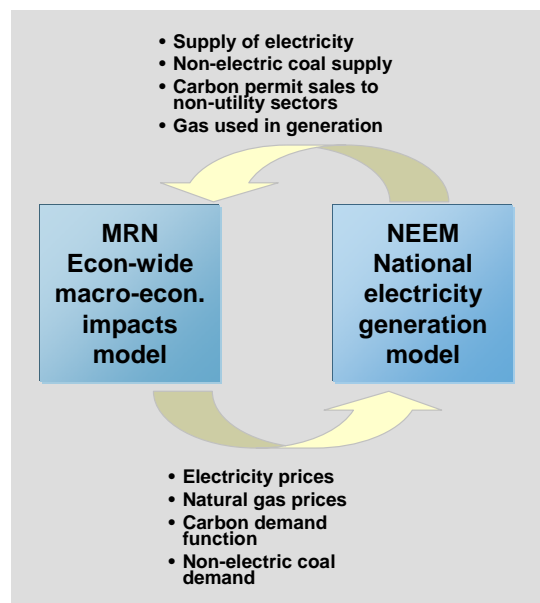 • Supply of electricity
• Non-electric coal supply
• Carbon permit sales to
non-utility sectors
• Gas used in generation
MRN
Econ-wide
macro-econ.
impacts
model
NEEM
National
electricity
generation
model
• Electricity prices
• Natural gas prices
• Carbon demand
function
• Non-electric coal
demand